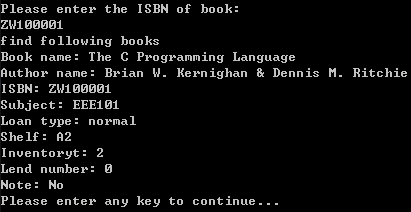 Please enter the ISBN of book:
ZW100001
find following books
Book name: The C Programming Language
Author name: Brian W. Kernighan & Dennis M. Ritchie
ISBN: ZW100001
Subject: EEE101
Loan type: normal
Shelf: A2
Inventoryt: 2
Lend number: 0
Note: No
Please enter any key to continue...